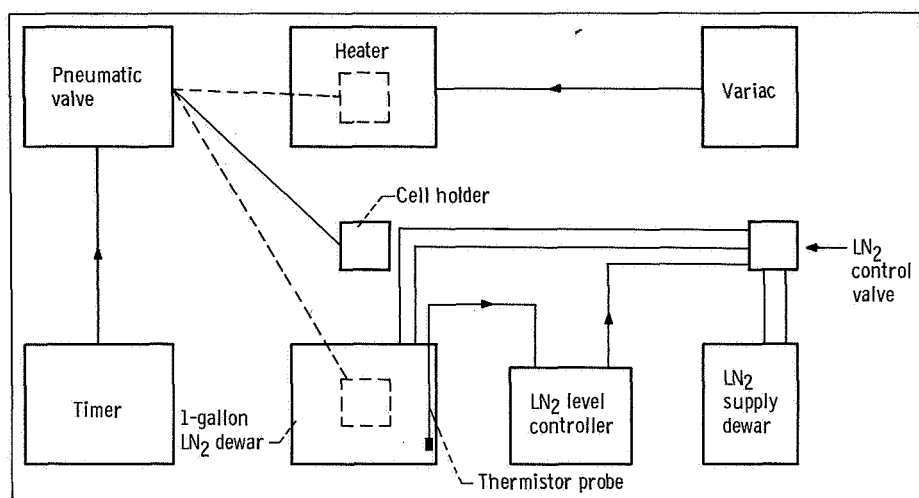 Pneumatic
valve
Heater
Variac
Cell holder
LN2
control
valve
Timer
1-gallon
LN2 dewar
LN2 level
controller
LN2
supply
dewar
Thermistor probe